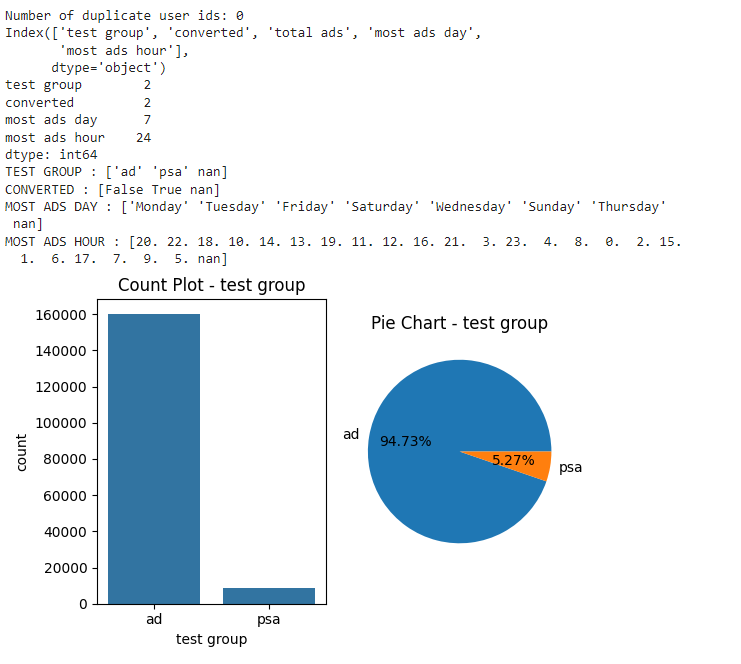 Number of duplicate user ids: 0
Index(['test group', 'converted', 'total ads', 'most ads day',
       'most ads hour'],
      dtype='object')
test group        2
converted         2
most ads day      7
most ads hour    24
dtype: int64
TEST GROUP : ['ad' 'psa' nan]
CONVERTED : [False True nan]
MOST ADS DAY : ['Monday' 'Tuesday' 'Friday' 'Saturday' 'Wednesday' 'Sunday' 'Thursday'
 nan]
MOST ADS HOUR : [20. 22. 18. 10. 14. 13. 19. 11. 12. 16. 21.  3. 23.  4.  8.  0.  2. 15.
  1.  6. 17.  7.  9.  5. nan]
Count Plot - test group
160000
140000
120000
100000
80000
60000
40000
20000
0
count
ad
psa
test group
Pie Chart - test group
ad
94.73%
5.27%
psa